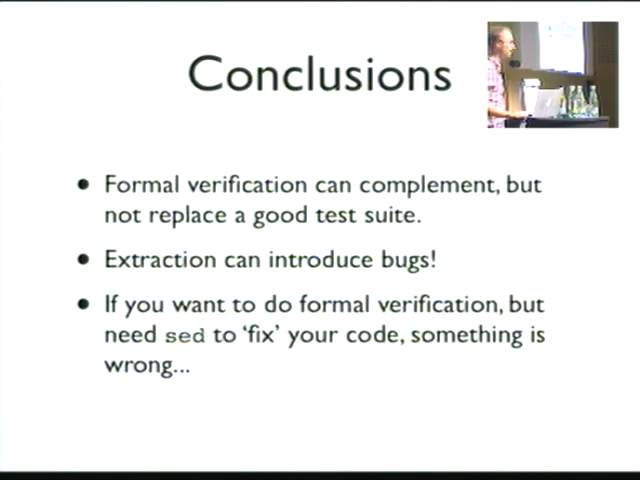 Conclusions
• Formal verification can complement, but
not replace a good test suite.
• Extraction can introduce bugs!
• If you want to do formal verification, but
need sed to ‘fix’ your code, something is
wrong...